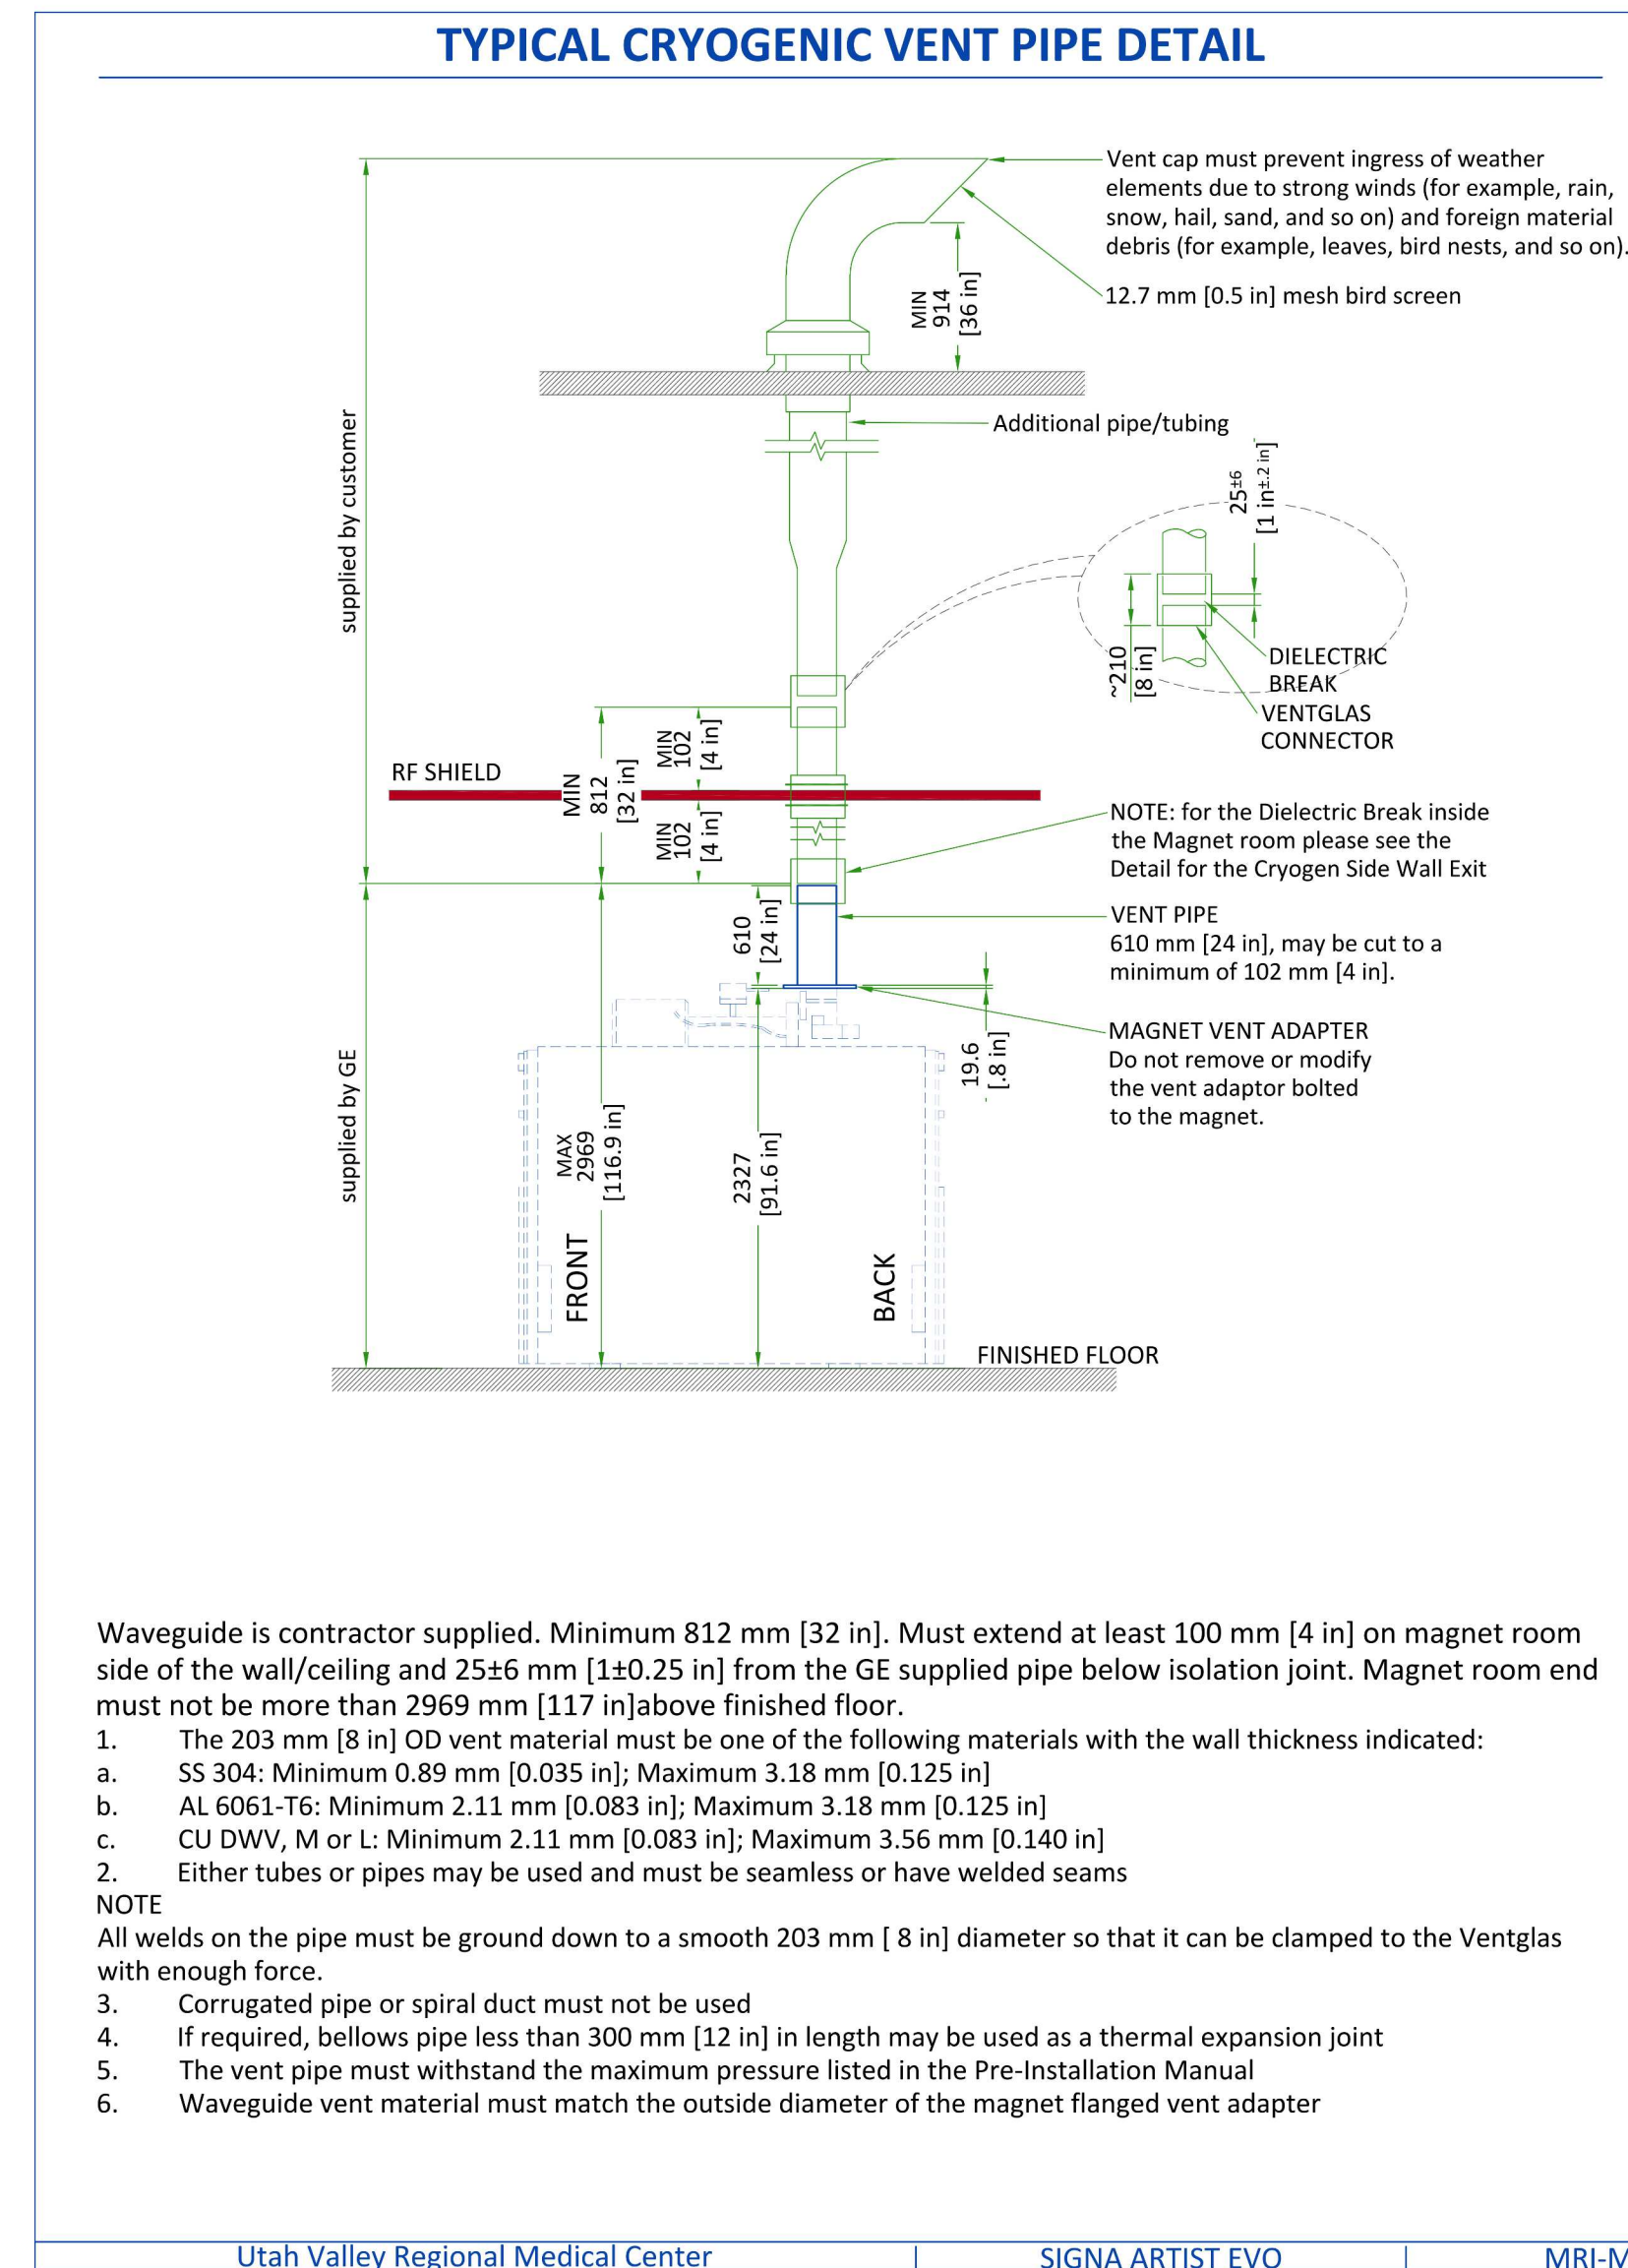 TYPICAL CRYOGENIC VENT PIPE DETAIL
Vent cap must prevent ingress of weather
elements due to strong winds (for example, rain,
snow, hail, sand, and so on) and foreign material
debris (for example, leaves, bird nests, and so on).
12.7 mm [0.5 in] mesh bird screen
MIN
914
[36 in]
supplied by customer
Additional pipe/tubing
25±6
[1 in±.2 in]
~210
[8 in]
DIELECTRIC
BREAK
VENTGLAS
CONNECTOR
RF SHIELD
MIN
812
[32 in]
MIN
102
[4 in]
MIN
102
[4 in]
NOTE: for the Dielectric Break inside
the Magnet room please see the
Detail for the Cryogen Side Wall Exit
610
[24 in]
VENT PIPE
610 mm [24 in], may be cut to a
minimum of 102 mm [4 in].
MAGNET VENT ADAPTER
Do not remove or modify
the vent adaptor bolted
to the magnet.
19.6
[.8 in]
supplied by GE
MAX
2969
[116.9 in]
2327
[91.6 in]
FRONT
BACK
FINISHED FLOOR
Waveguide is contractor supplied. Minimum 812 mm [32 in]. Must extend at least 100 mm [4 in] on magnet room
side of the wall/ceiling and 25±6 mm [1±0.25 in] from the GE supplied pipe below isolation joint. Magnet room end
must not be more than 2969 mm [117 in]above finished floor.
1. The 203 mm [8 in] OD vent material must be one of the following materials with the wall thickness indicated:
a. SS 304: Minimum 0.89 mm [0.035 in]; Maximum 3.18 mm [0.125 in]
b. AL 6061-T6: Minimum 2.11 mm [0.083 in]; Maximum 3.18 mm [0.125 in]
c. CU DWV, M or L: Minimum 2.11 mm [0.083 in]; Maximum 3.56 mm [0.140 in]
2. Either tubes or pipes may be used and must be seamless or have welded seams
NOTE
All welds on the pipe must be ground down to a smooth 203 mm [ 8 in] diameter so that it can be clamped to the Ventglas
with enough force.
3. Corrugated pipe or spiral duct must not be used
4. If required, bellows pipe less than 300 mm [12 in] in length may be used as a thermal expansion joint
5. The vent pipe must withstand the maximum pressure listed in the Pre-Installation Manual
6. Waveguide vent material must match the outside diameter of the magnet flanged vent adapter
Utah Valley Regional Medical Center
SIGNA ARTIST EVO
MRI-M